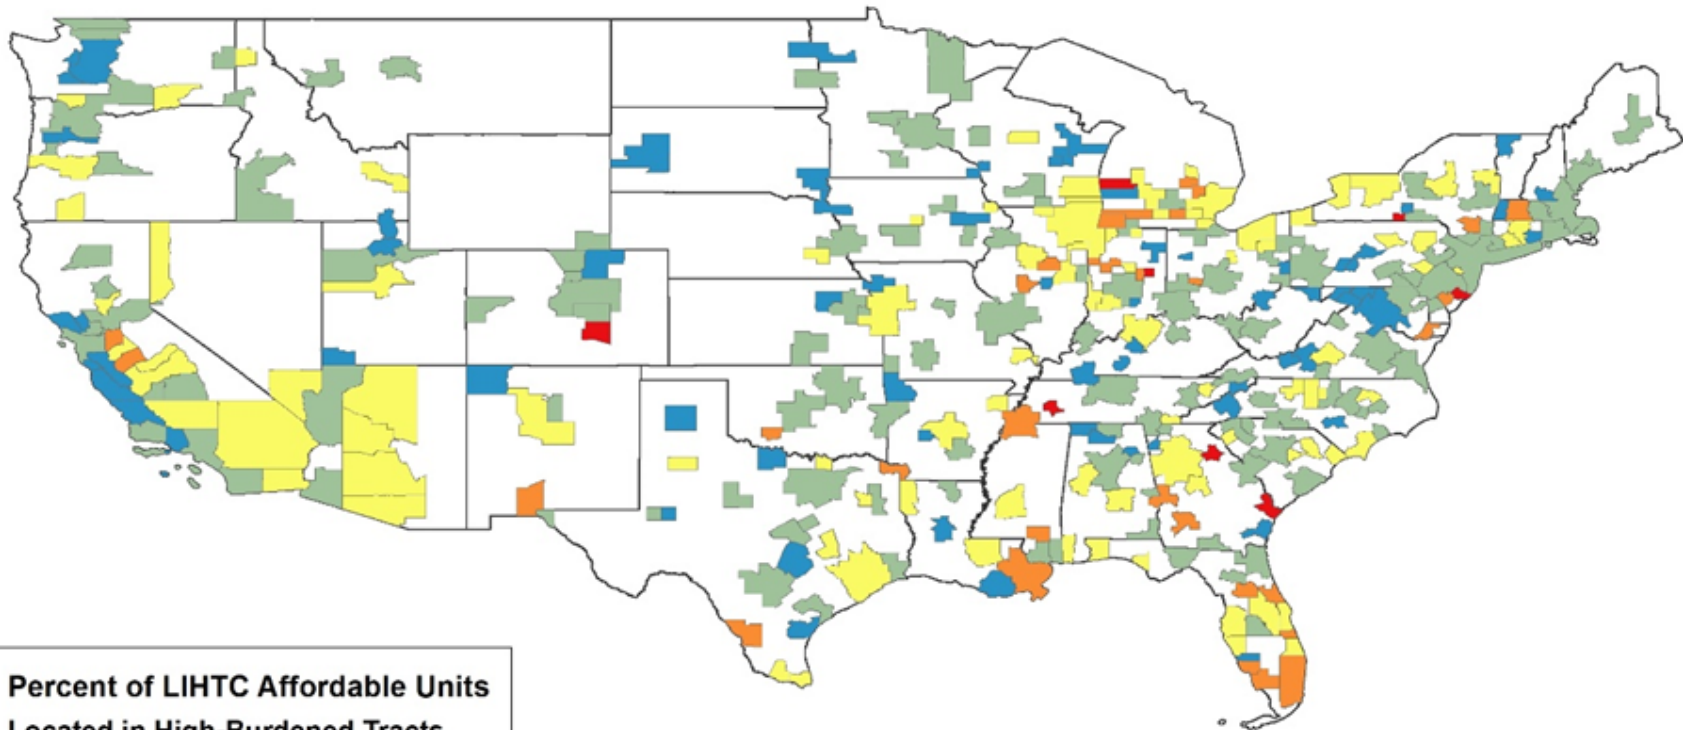 Percent of LIHTC Affordable Units
Located in High Burdened Tracts